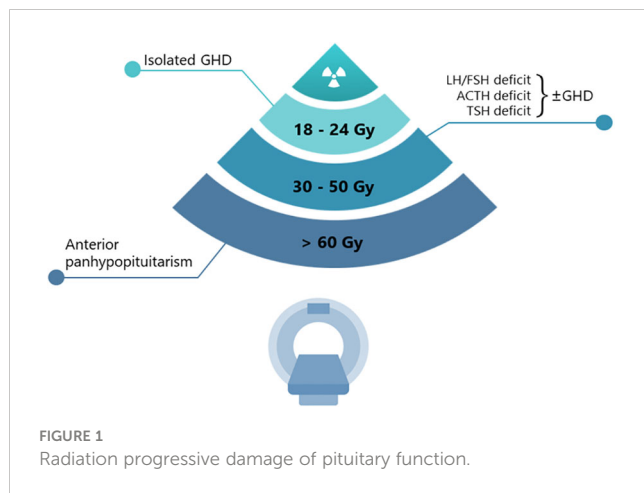 Isolated GHD
LH/FSH deficit
ACTH deficit
TSH deficit
±GHD
18 - 24 Gy
30 - 50 Gy
> 60 Gy
Anterior
panhypopituitarism
FIGURE 1
Radiation progressive damage of pituitary function.